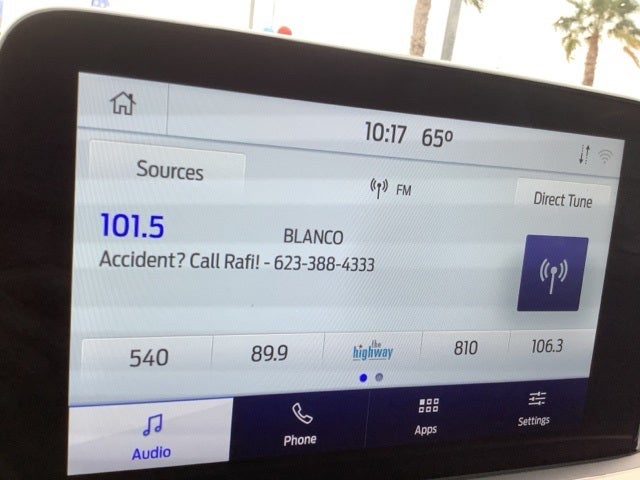 10:17 65º
Sources
FM
Direct Tune
101.5
BLANCO
Accident? Call Rafi! - 623-388-4333
540
89.9
the highway
810
106.3
Audio
Phone
Apps
Settings